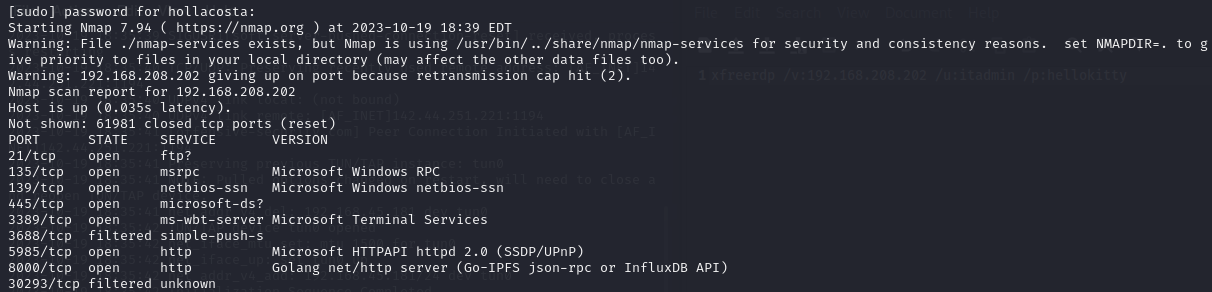 [sudo] password for hollacosta:
Starting Nmap 7.94 ( https://nmap.org ) at 2023-10-19 18:39 EDT
Warning: File ./nmap-services exists, but Nmap is using /usr/bin/../share/nmap/nmap-services for security and consistency reasons.  set NMAPDIR=. to g
ive priority to files in your local directory (may affect the other data files too).
Warning: 192.168.208.202 giving up on port because retransmission cap hit (2).
1 xfreerdp /v:192.168.208.202 /u:itadmin /p:hellokitty
Nmap scan report for 192.168.208.202
Host is up (0.035s latency).
Not shown: 61981 closed tcp ports (reset)
PORT      STATE    SERVICE       VERSION
21/tcp    open     ftp?
135/tcp   open     msrpc         Microsoft Windows RPC
139/tcp   open     netbios-ssn   Microsoft Windows netbios-ssn
445/tcp   open     microsoft-ds?
3389/tcp  open     ms-wbt-server Microsoft Terminal Services
3688/tcp  filtered simple-push-s
5985/tcp  open     http          Microsoft HTTPAPI httpd 2.0 (SSDP/UPnP)
8000/tcp  open     http          Golang net/http server (Go-IPFS json-rpc or InfluxDB API)
30293/tcp filtered unknown